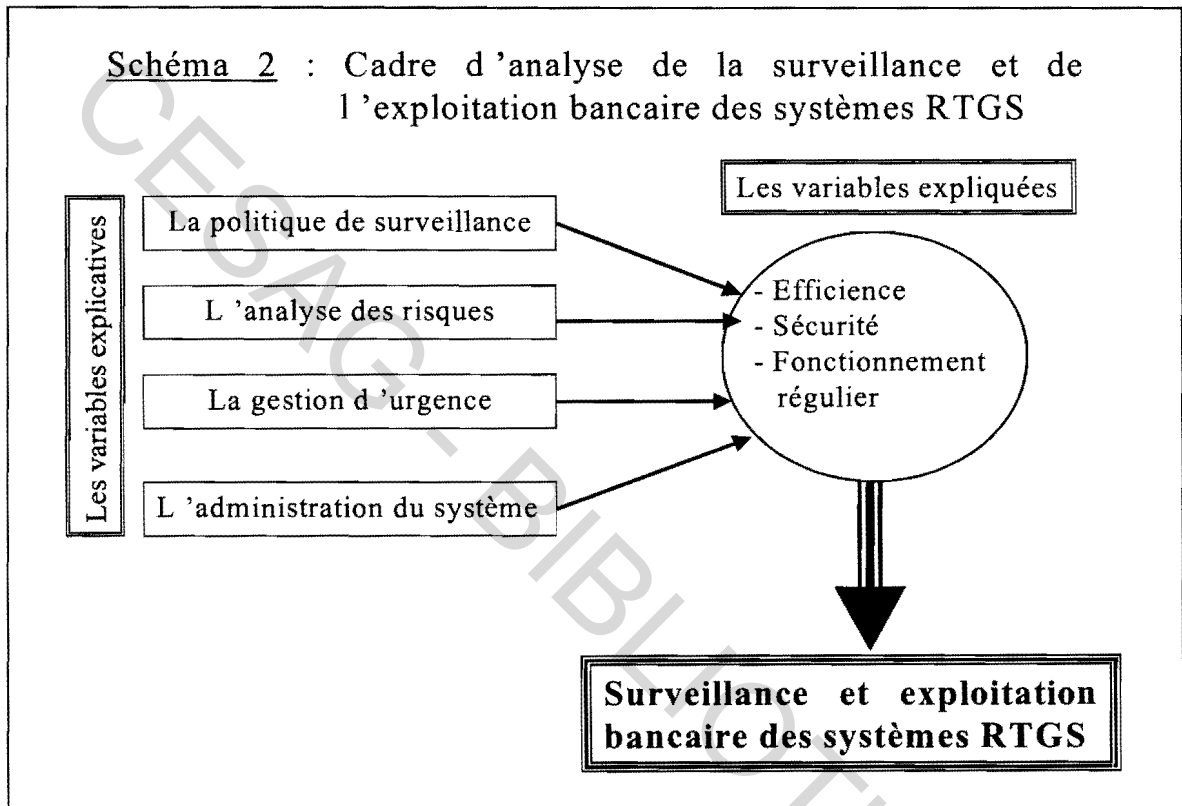 Schéma 2 : Cadre d 'analyse de la surveillance et de
l 'exploitation bancaire des systèmes RTGS
Les variables expliquées
Les variables explicatives
La politique de surveillance
L 'analyse des risques
La gestion d 'urgence
L 'administration du système
- Efficience
- Sécurité
- Fonctionnement
régulier
Surveillance et exploitation
bancaire des systèmes RTGS
CESAG - BIBLIOT